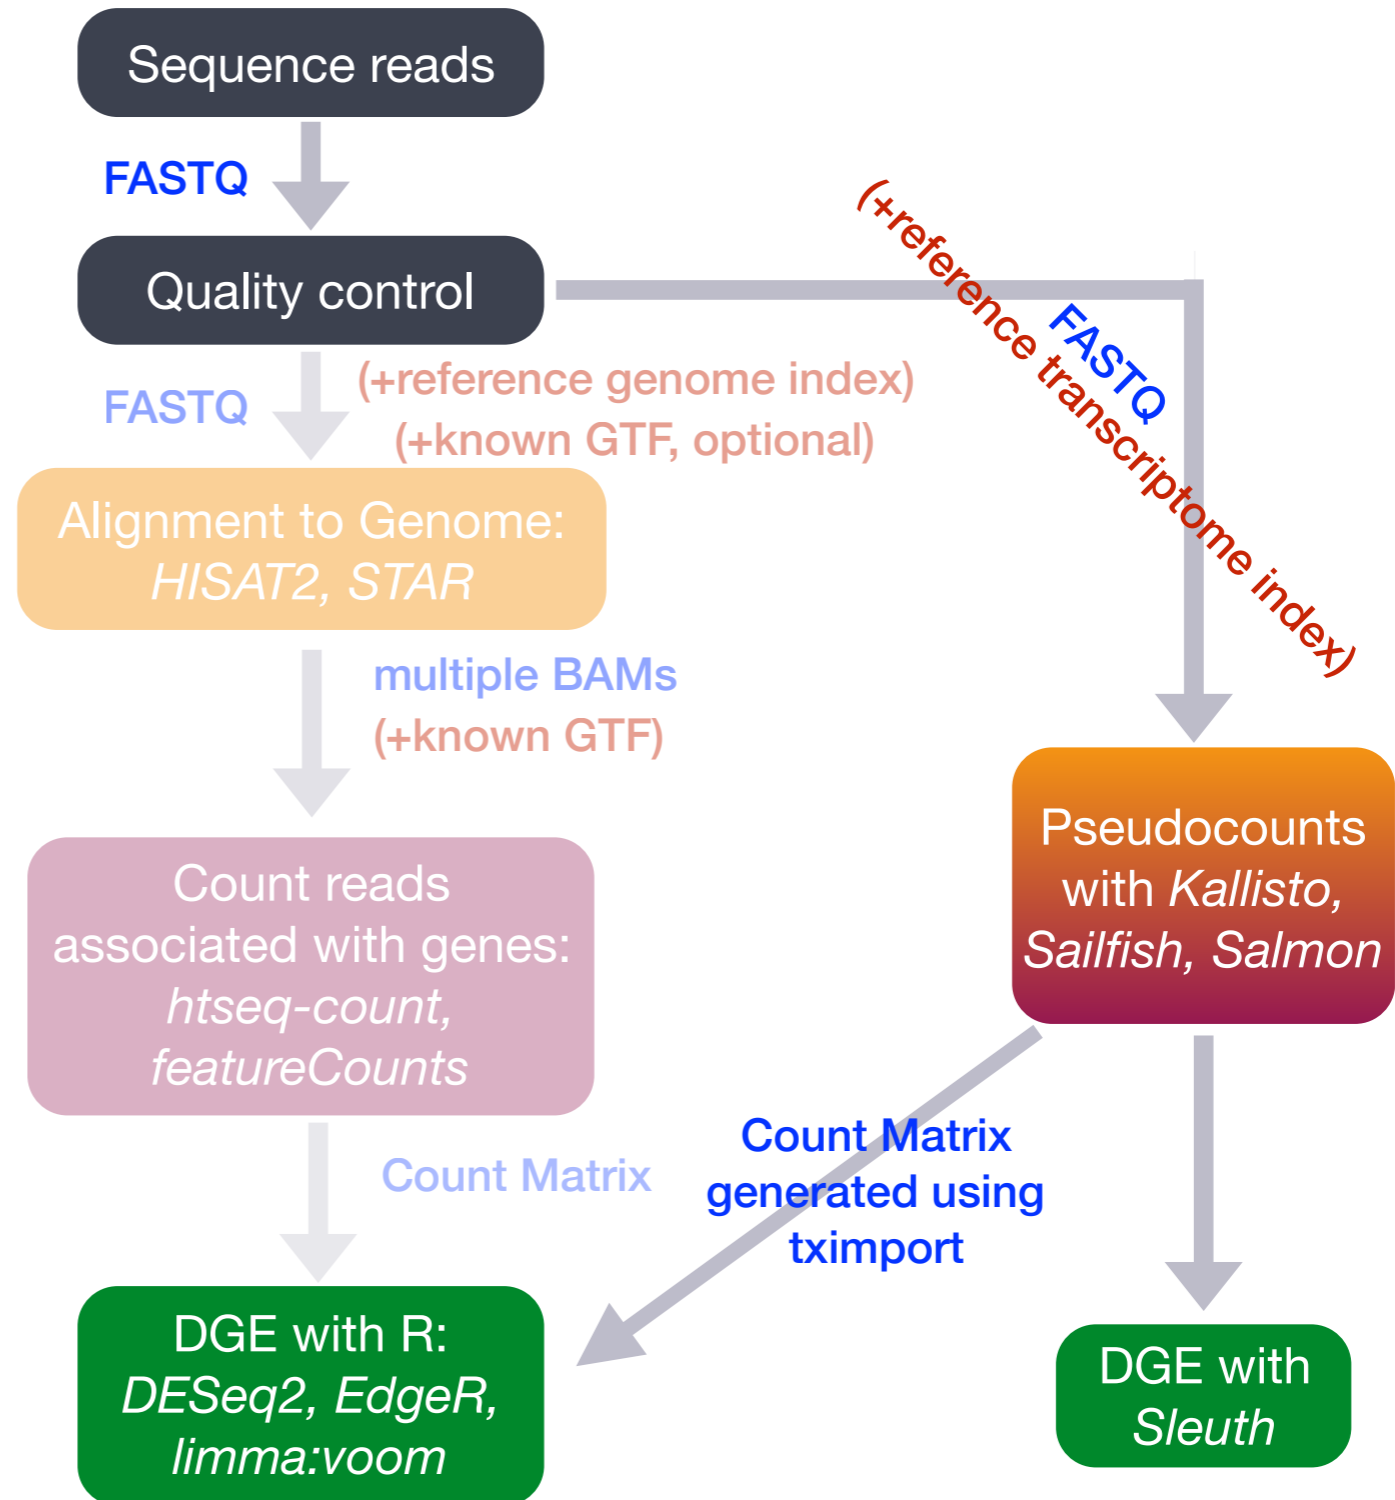 Sequence reads
FASTQ
Quality control
FASTQ
(+reference genome index)
(+known GTF, optional)
(+reference transcriptome index)
FASTQ
Alignment to Genome:
HISAT2, STAR
multiple BAMs
(+known GTF)
Count reads
associated with genes:
htseq-count,
featureCounts
Pseudocounts
with Kallisto,
Sailfish, Salmon
Count Matrix
Count Matrix
generated using
tximport
DGE with R:
DESeq2, EdgeR,
limma:voom
DGE with
Sleuth